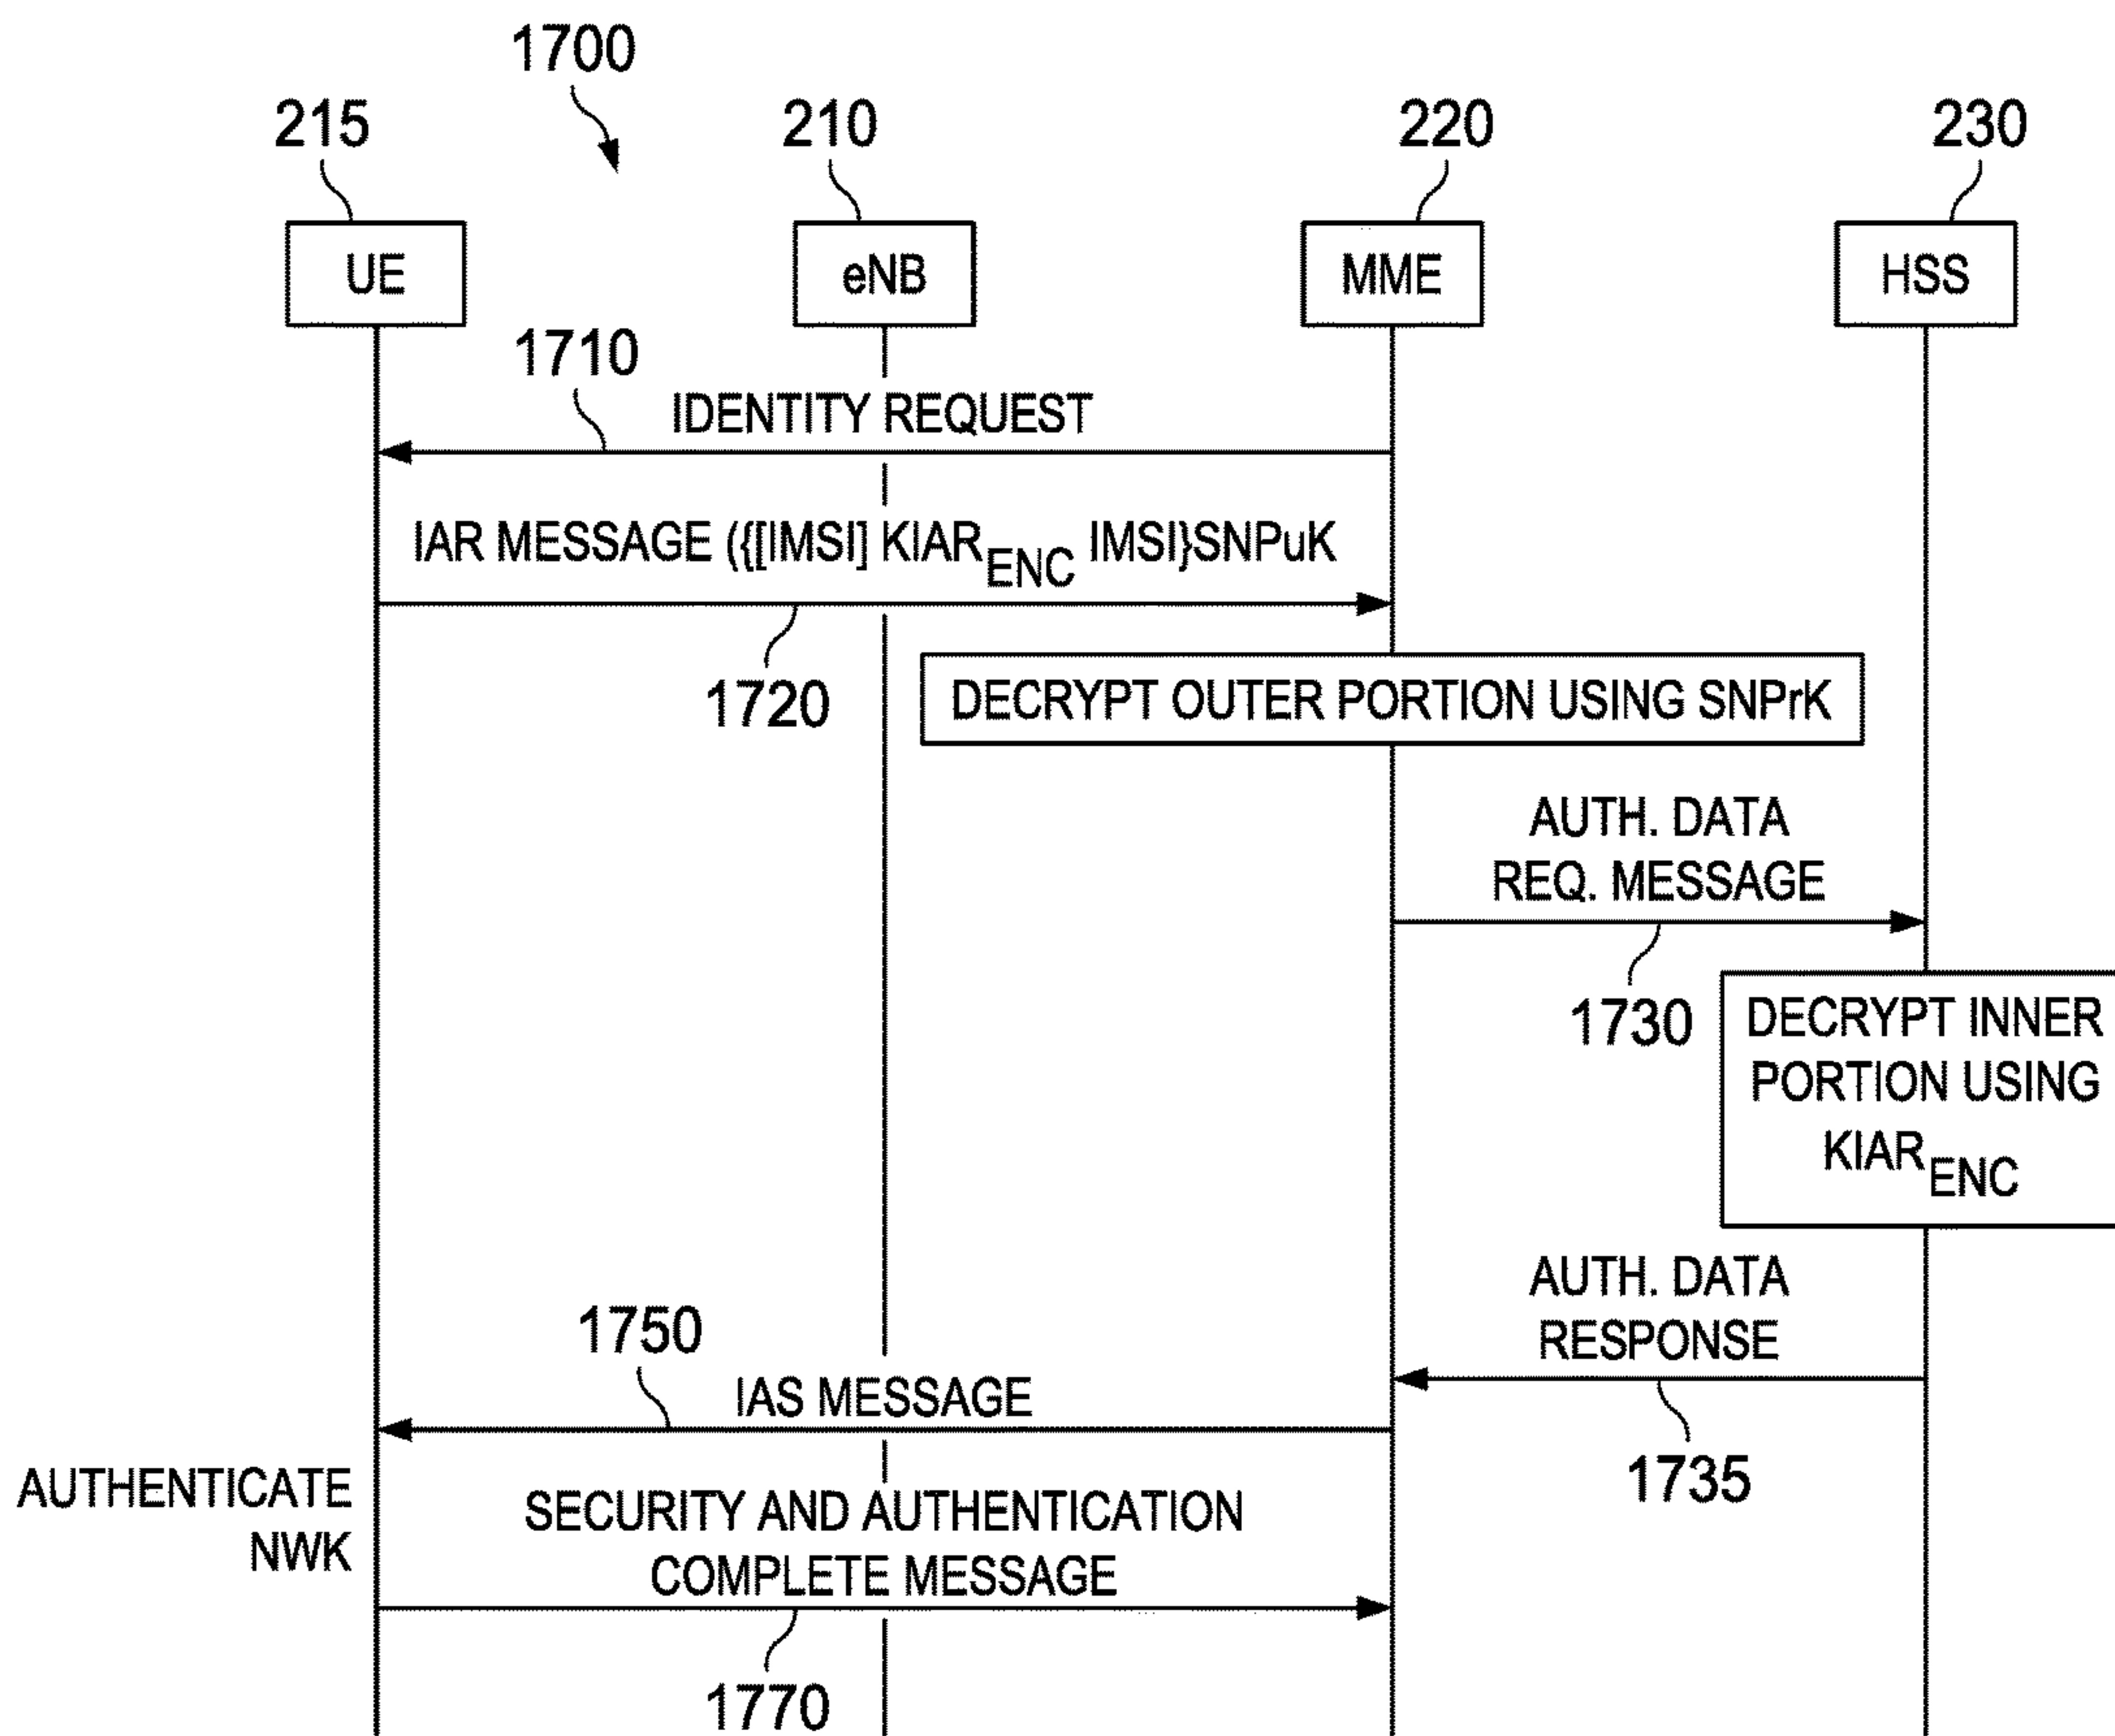 1700
215
210
220
230
UE
eNB
MME
HSS
1710
IDENTITY REQUEST
IAR MESSAGE ({[IMSI] KIAR_ENC IMSI}SNPuK
1720
DECRYPT OUTER PORTION USING SNPrK
AUTH. DATA
REQ. MESSAGE
1730
DECRYPT INNER
PORTION USING
KIAR_ENC
AUTH. DATA
RESPONSE
1735
1750
IAS MESSAGE
AUTHENTICATE
NWK
SECURITY AND AUTHENTICATION
COMPLETE MESSAGE
1770